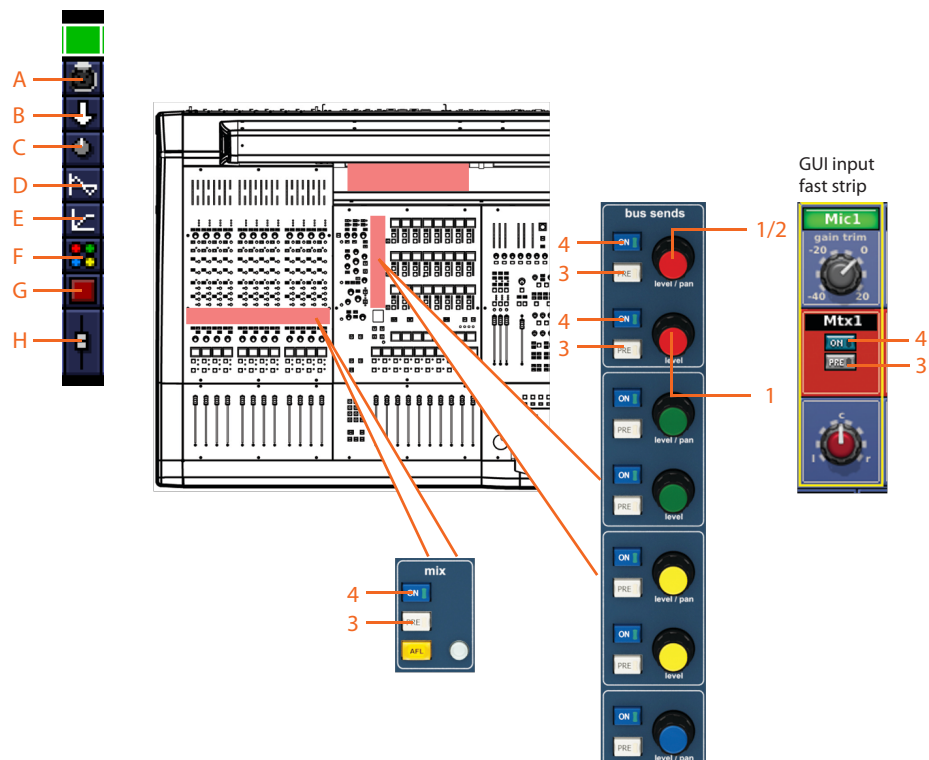 A
B
C
D
E
F
G
H
GUI input
fast strip
Mic1
gain trim
-20
0
-40
20
Mtx1
ON
4
PRE
3
c
l
r
bus sends
4
ON
1/2
3
PRE
level / pan
4
ON
3
PRE
level
1
ON
PRE
level / pan
ON
PRE
level
ON
PRE
level / pan
ON
PRE
level
ON
PRE
level / pan
mix
4
ON
3
PRE
AFL